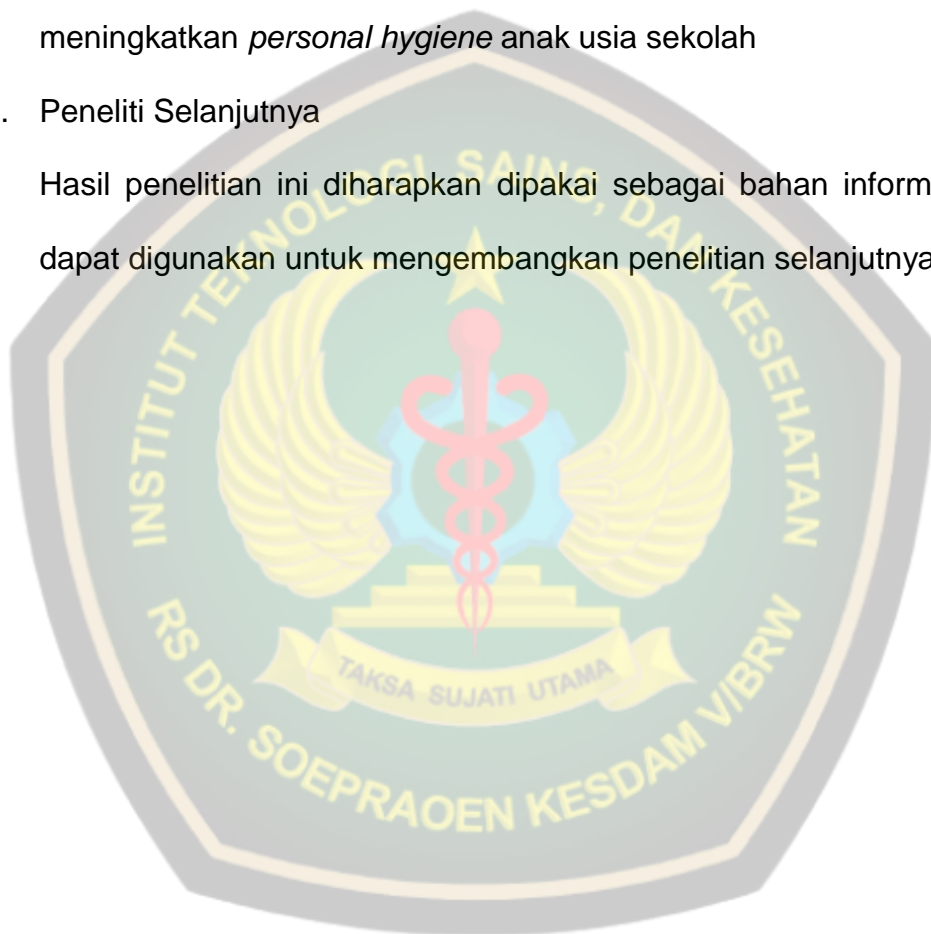 meningkatkan personal hygiene anak usia sekolah
. Peneliti Selanjutnya
Hasil penelitian ini diharapkan dipakai sebagai bahan inform
dapat digunakan untuk mengembangkan penelitian selanjutnya
INSTITUT TEKNOLOGI, SAINS, DAN KESEHATAN
TAKSA SUJATI UTAMA
RS DR. SOEPRAOEN KESDAM V/BRW